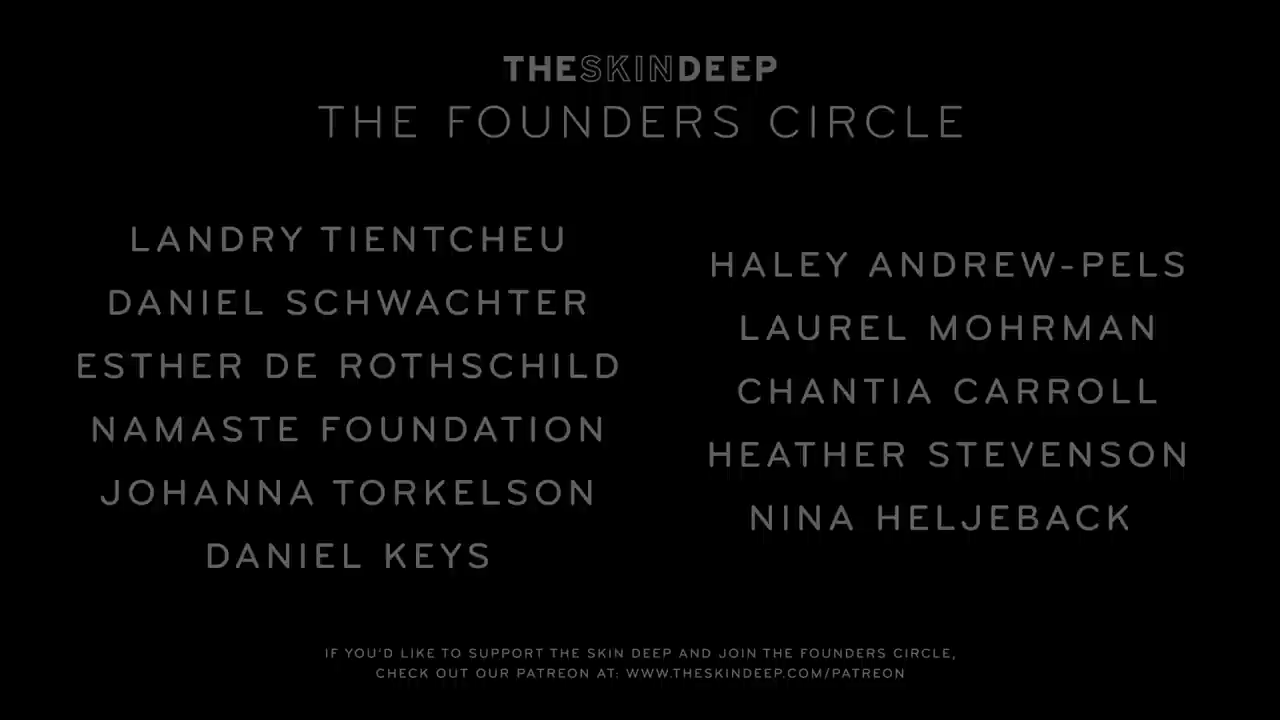 THESKINDEEP
THE FOUNDERS CIRCLE
LANDRY TIENTCHEU
DANIEL SCHWACHTER
ESTHER DE ROTHSCHILD
NAMASTE FOUNDATION
JOHANNA TORKELSON
DANIEL KEYS
HALEY ANDREW-PELS
LAUREL MOHRMAN
CHANTIA CARROLL
HEATHER STEVENSON
NINA HELJEBACK
IF YOU'D LIKE TO SUPPORT THE SKIN DEEP AND JOIN THE FOUNDERS CIRCLE,
CHECK OUT OUR PATREON AT: WWW.THESKINDEEP.COM/PATREON